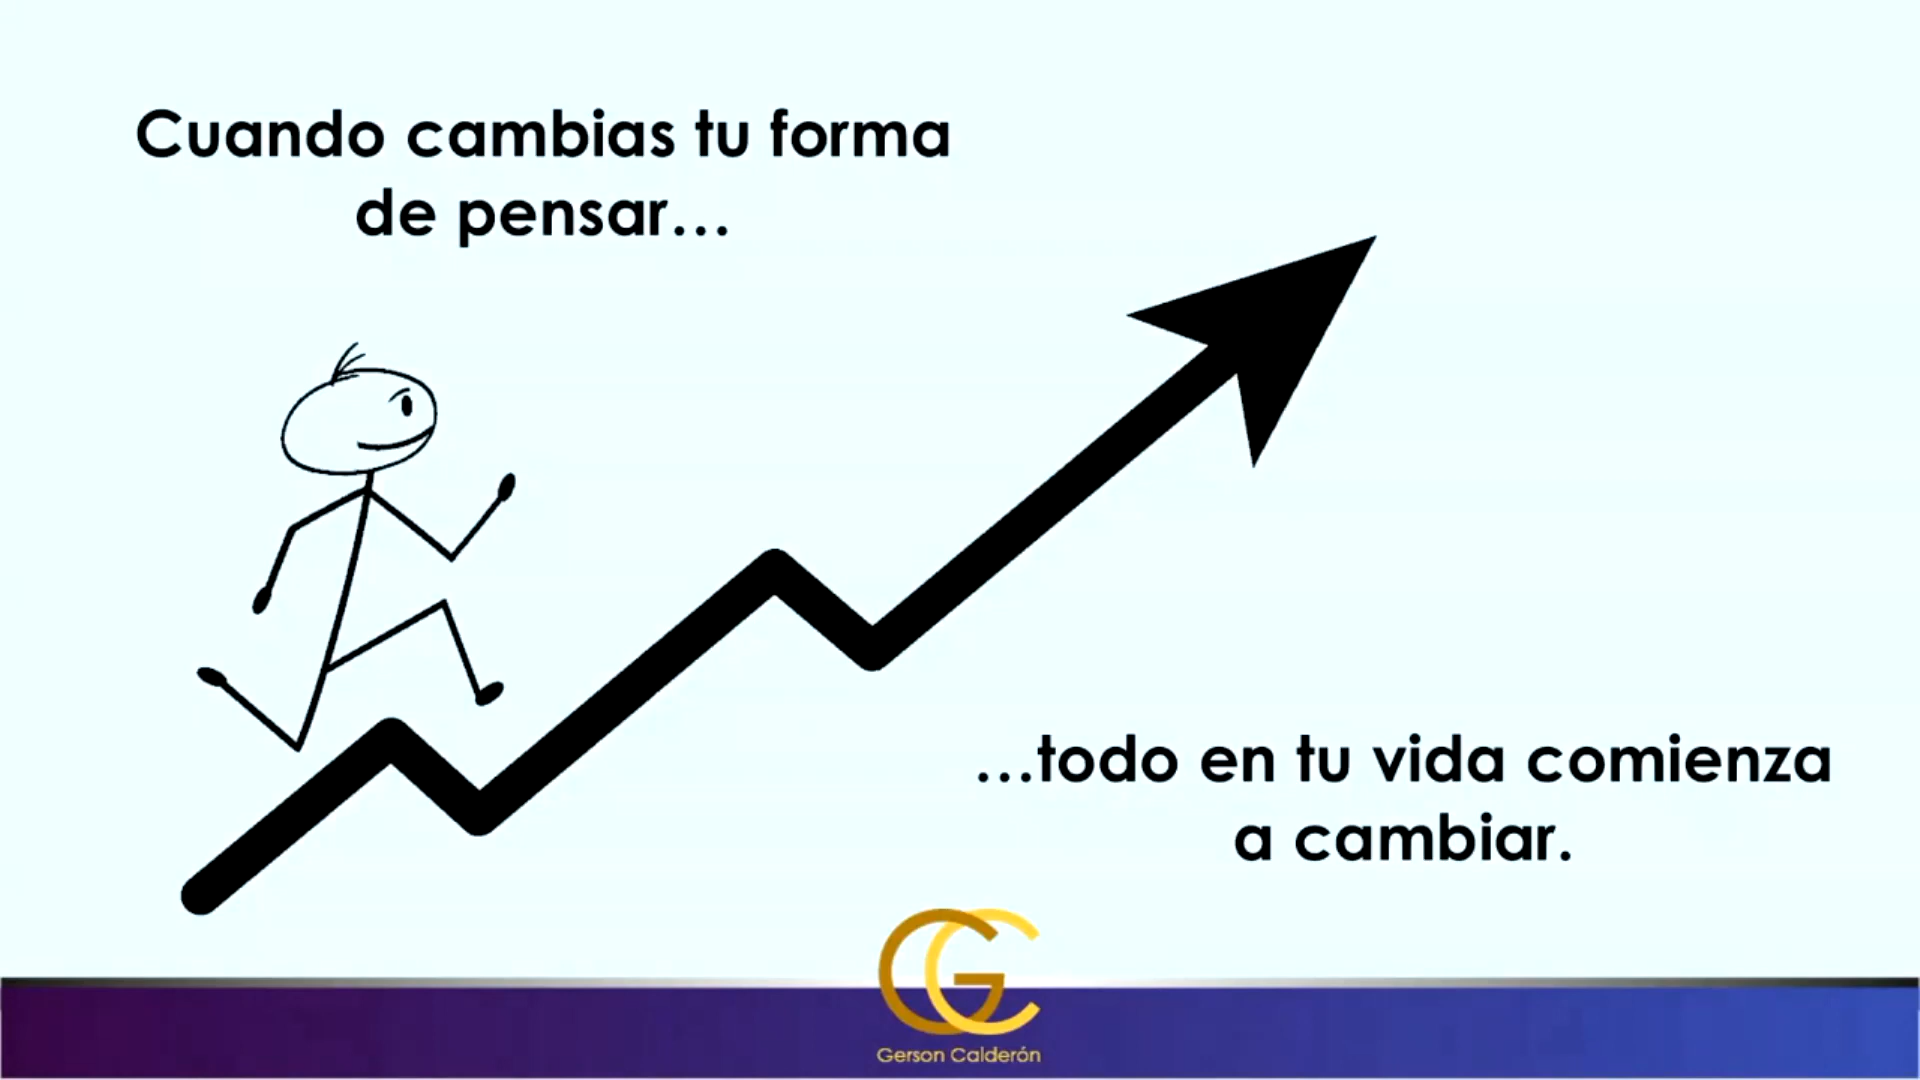 Cuando cambias tu forma
de pensar...
...todo en tu vida comienza
a cambiar.
GC
Gerson Calderón